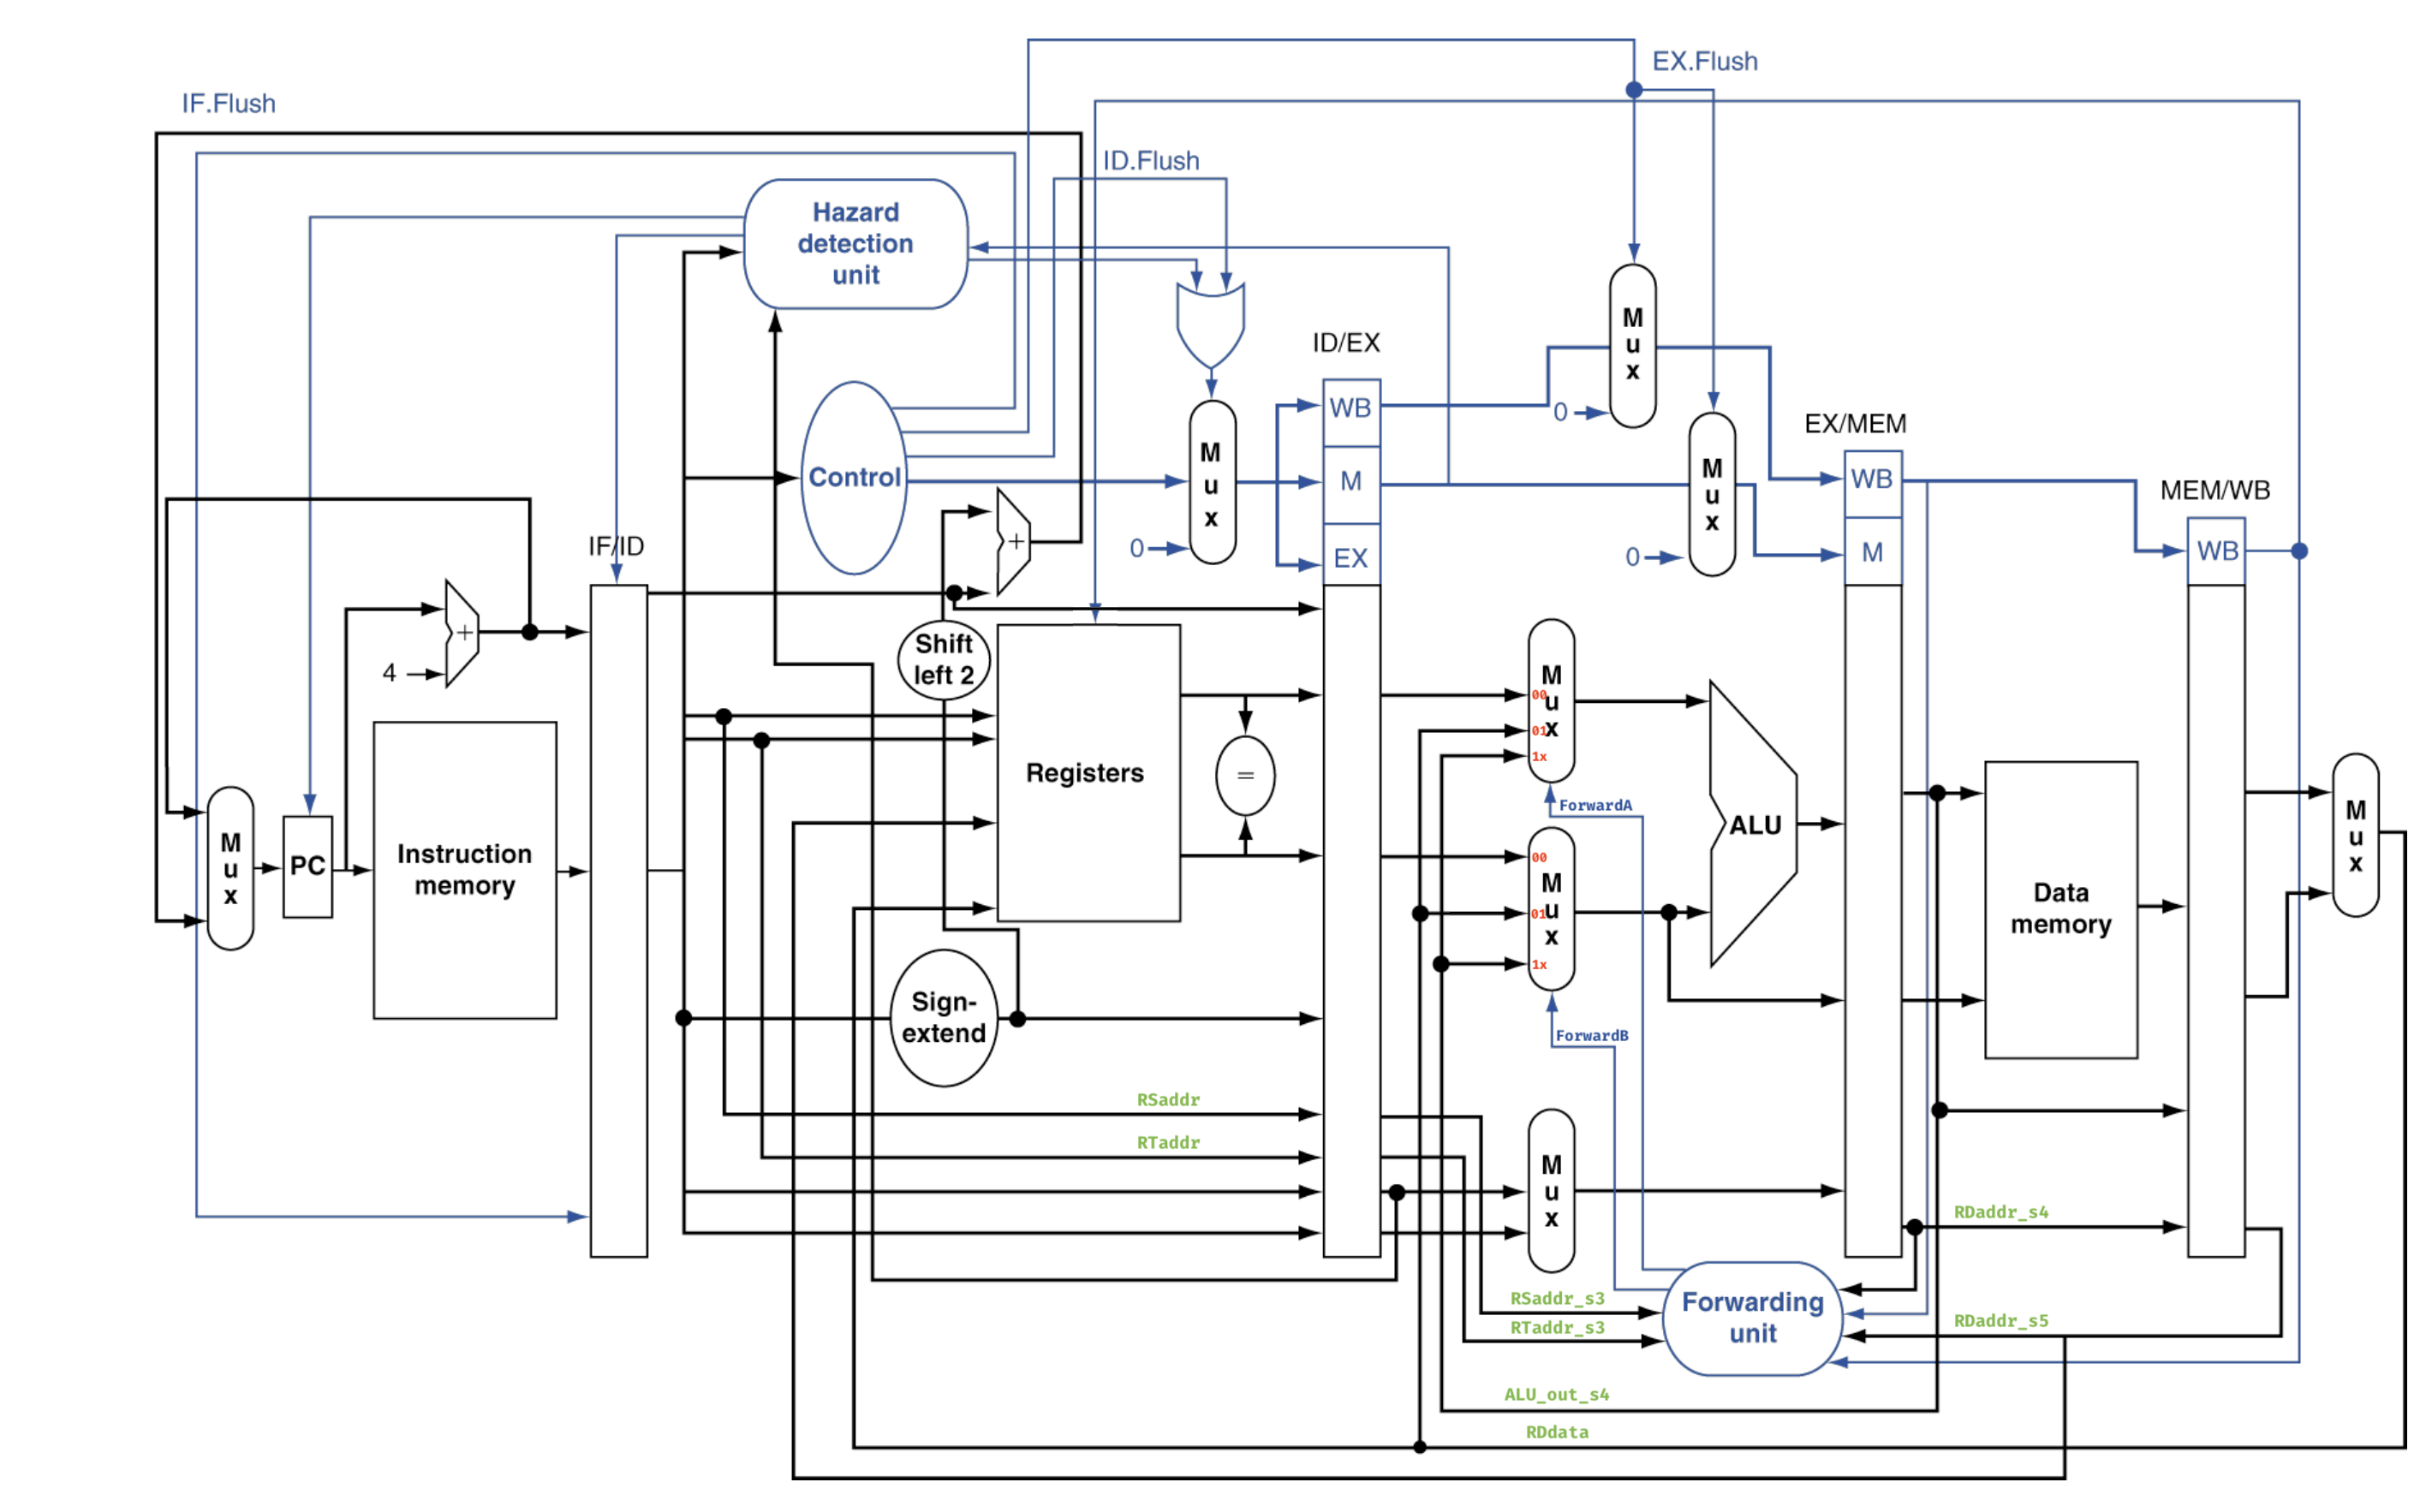 EX.Flush
IF.Flush
ID.Flush
Hazard
detection
unit
ID/EX
M
u
x
0
WB
EX/MEM
Control
M
u
x
M
M
u
x
WB
MEM/WB
0
EX
0
M
WB
IF/ID
+
+
4
Shift
left 2
Registers
=
M
u
x
00
01
1x
ForwardA
ALU
M
u
x
PC
Instruction
memory
M
u
x
00
01
1x
Data
memory
M
u
x
Sign-
extend
ForwardB
RSaddr
RTaddr
M
u
x
RDaddr_s4
RSaddr_s3
RTaddr_s3
Forwarding
unit
RDaddr_s5
ALU_out_s4
RDdata